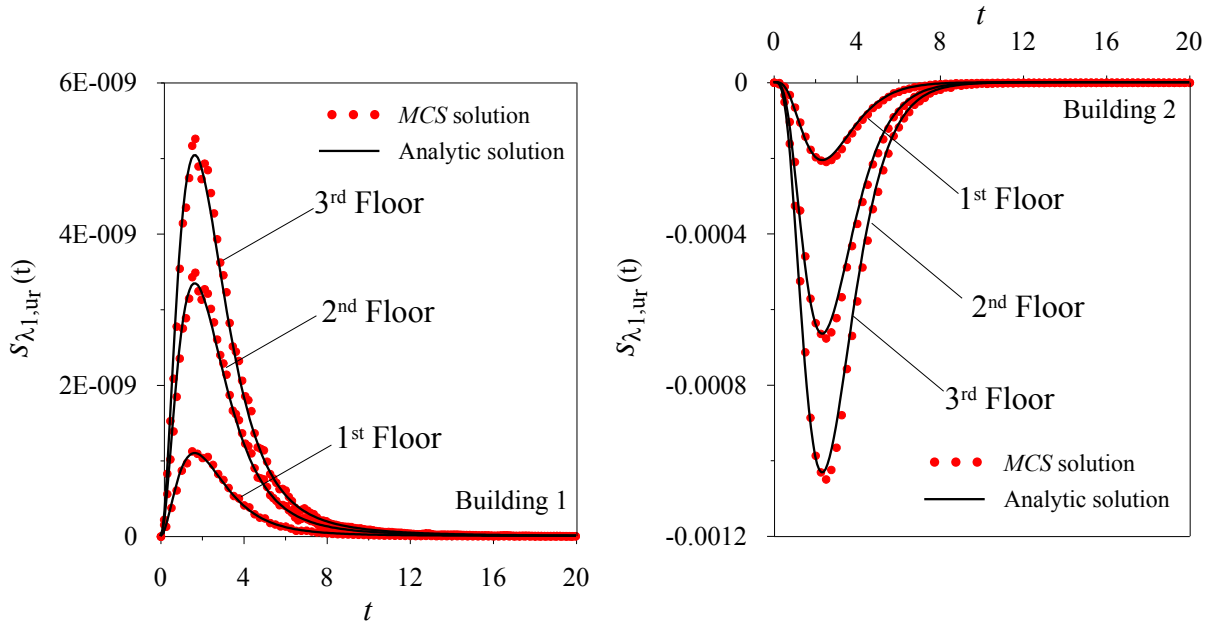 6E-009
4E-009
2E-009
0
S λ1,ur (t)
MCS solution
Analytic solution
3rd Floor
2nd Floor
1st Floor
Building 1
0 4 8 12 16 20
t
t
0 4 8 12 16 20
0
-0.0004
-0.0008
-0.0012
S λ1,ur (t)
Building 2
1st Floor
2nd Floor
3rd Floor
MCS solution
Analytic solution